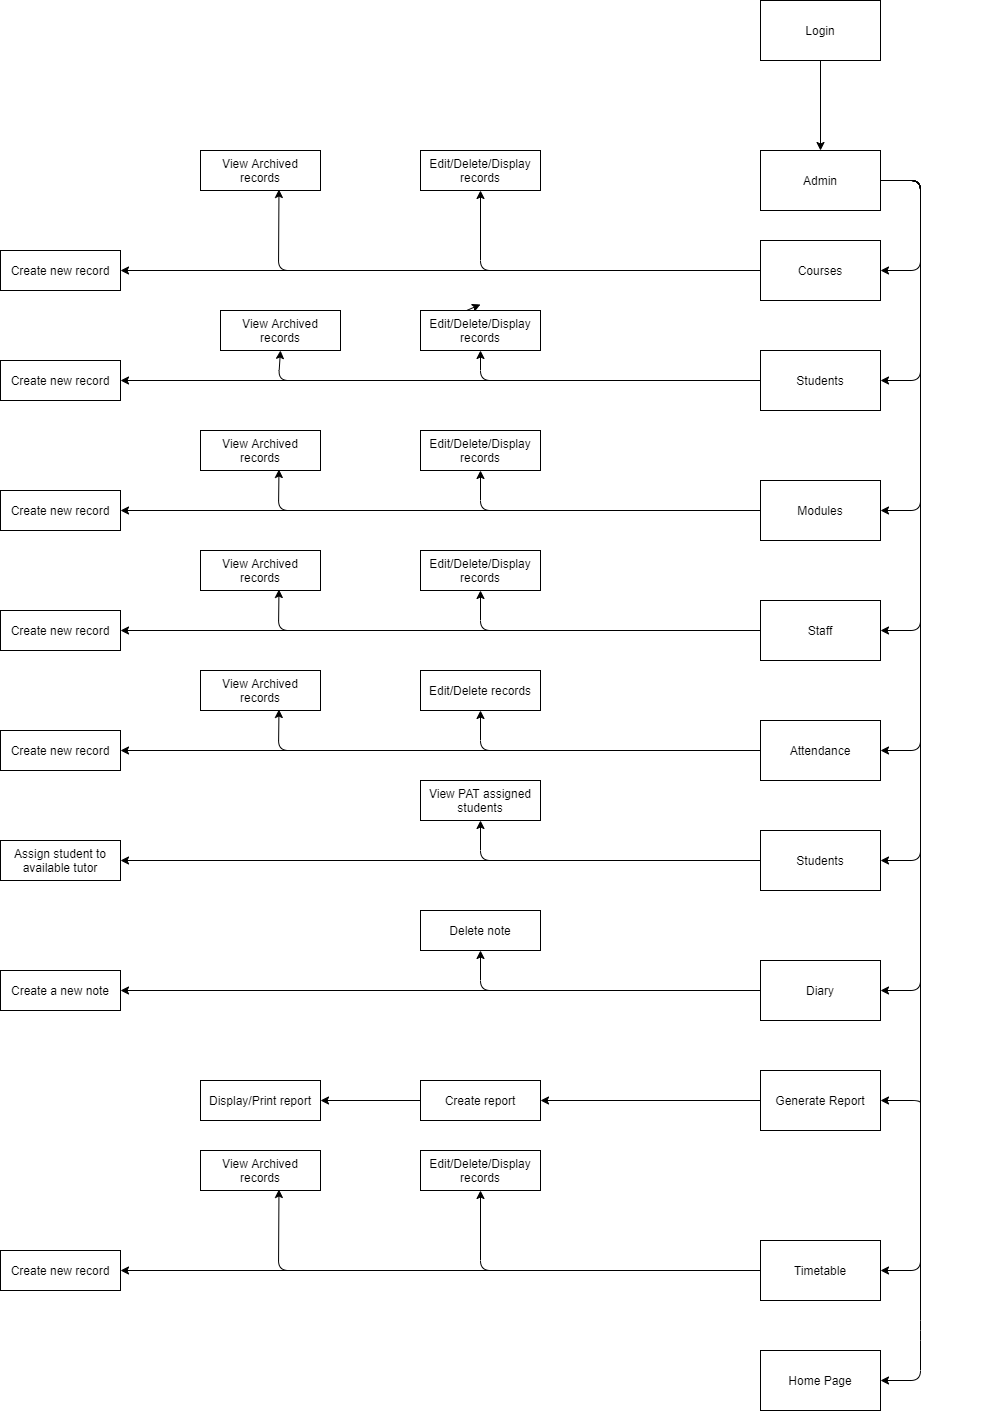 Login
View Archived
records
Edit/Delete/Display
records
Admin
Create new record
Courses
View Archived
records
Edit/Delete/Display
records
Create new record
Students
View Archived
records
Edit/Delete/Display
records
Create new record
Modules
View Archived
records
Edit/Delete/Display
records
Create new record
Staff
View Archived
records
Edit/Delete records
Create new record
Attendance
View PAT assigned
students
Assign student to
available tutor
Students
Delete note
Create a new note
Diary
Display/Print report
Create report
Generate Report
View Archived
records
Edit/Delete/Display
records
Create new record
Timetable
Home Page